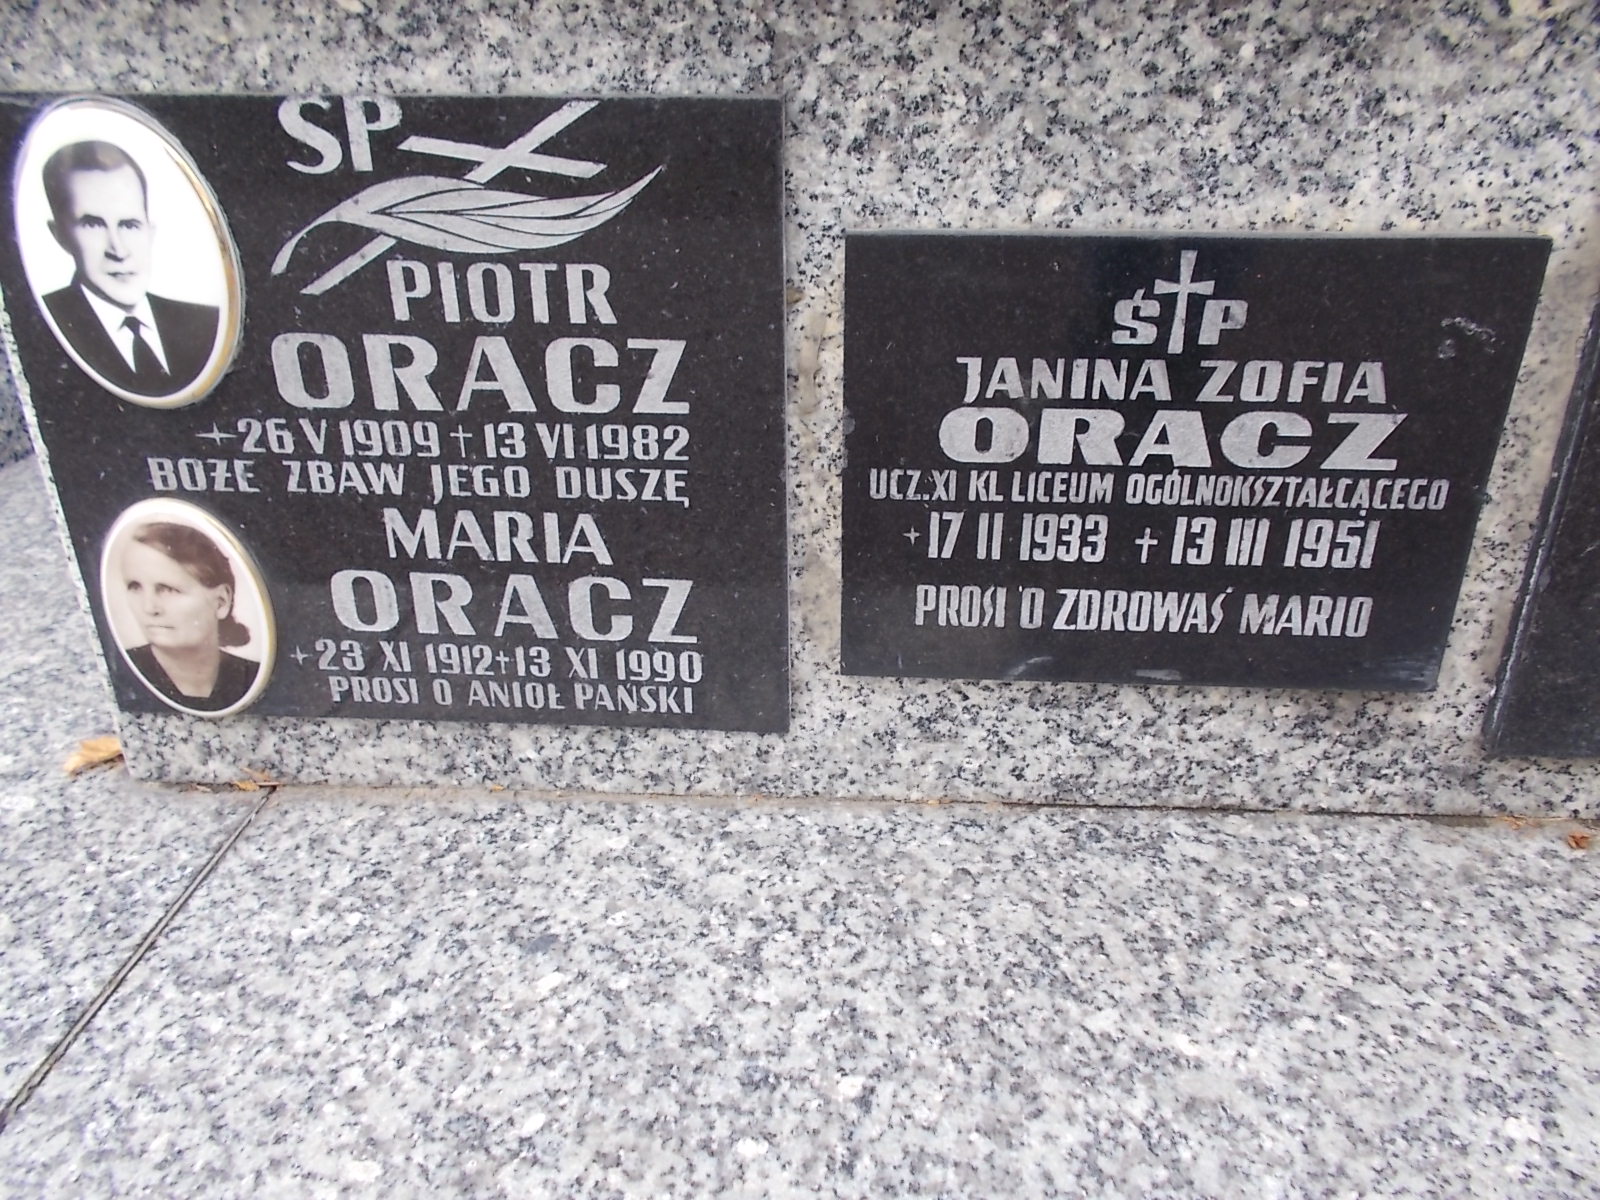 SP
PIOTR
ORACZ
+26 V 1909 + 13 VI 1982
BOŻE ZBAW JEGO DUSZĘ
MARIA
ORACZ
+23 XI 1912 + 13 XI 1990
PROSI O ANIOŁ PAŃSKI
Ś†P
JANINA ZOFIA
ORACZ
UCZ. XI KL LICEUM OGÓLNOKSZTAŁCĄCEGO
+17 II 1933 + 13 III 1951
PROSI O ZDROWAŚ MARIO